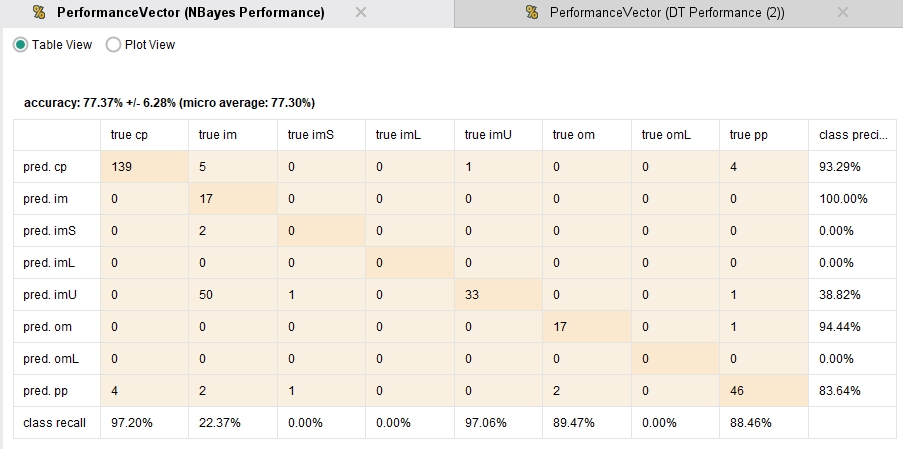 PerformanceVector (NBayes Performance) PerformanceVector (DT Performance (2))
Table View Plot View
accuracy: 77.37% +/- 6.28% (micro average: 77.30%)
true cp true im true imS true imL true imU true om true omL true pp class preci...
pred. cp 139 5 0 0 1 0 0 4 93.29%
pred. im 0 17 0 0 0 0 0 0 100.00%
pred. imS 0 2 0 0 0 0 0 0 0.00%
pred. imL 0 0 0 0 0 0 0 0 0.00%
pred. imU 0 50 1 0 33 0 0 1 38.82%
pred. om 0 0 0 0 0 17 0 1 94.44%
pred. omL 0 0 0 0 0 0 0 0 0.00%
pred. pp 4 2 1 0 0 2 0 46 83.64%
class recall 97.20% 22.37% 0.00% 0.00% 97.06% 89.47% 0.00% 88.46%